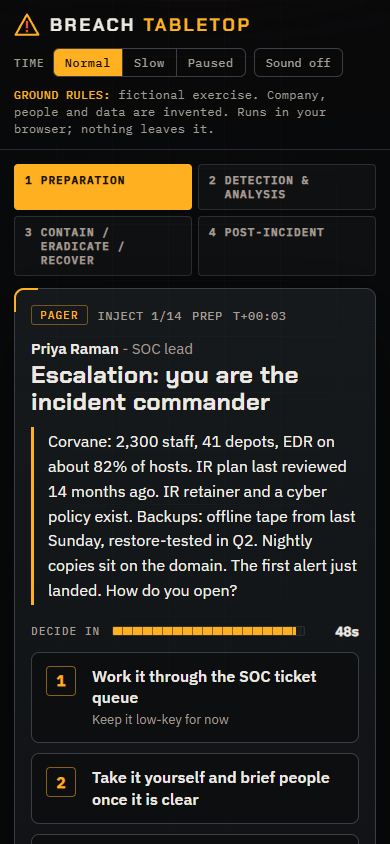 BREACH TABLETOP
TIME Normal Slow Paused Sound off
GROUND RULES: fictional exercise. Company,
people and data are invented. Runs in your
browser; nothing leaves it.
1 PREPARATION
2 DETECTION &
ANALYSIS
3 CONTAIN /
ERADICATE /
RECOVER
4 POST-INCIDENT
PAGER INJECT 1/14 PREP T+00:03
Priya Raman - SOC lead
Escalation: you are the
incident commander
Corvane: 2,300 staff, 41 depots, EDR on
about 82% of hosts. IR plan last reviewed
14 months ago. IR retainer and a cyber
policy exist. Backups: offline tape from last
Sunday, restore-tested in Q2. Nightly
copies sit on the domain. The first alert just
landed. How do you open?
DECIDE IN 48s
1 Work it through the SOC ticket
queue
Keep it low-key for now
2 Take it yourself and brief people
once it is clear